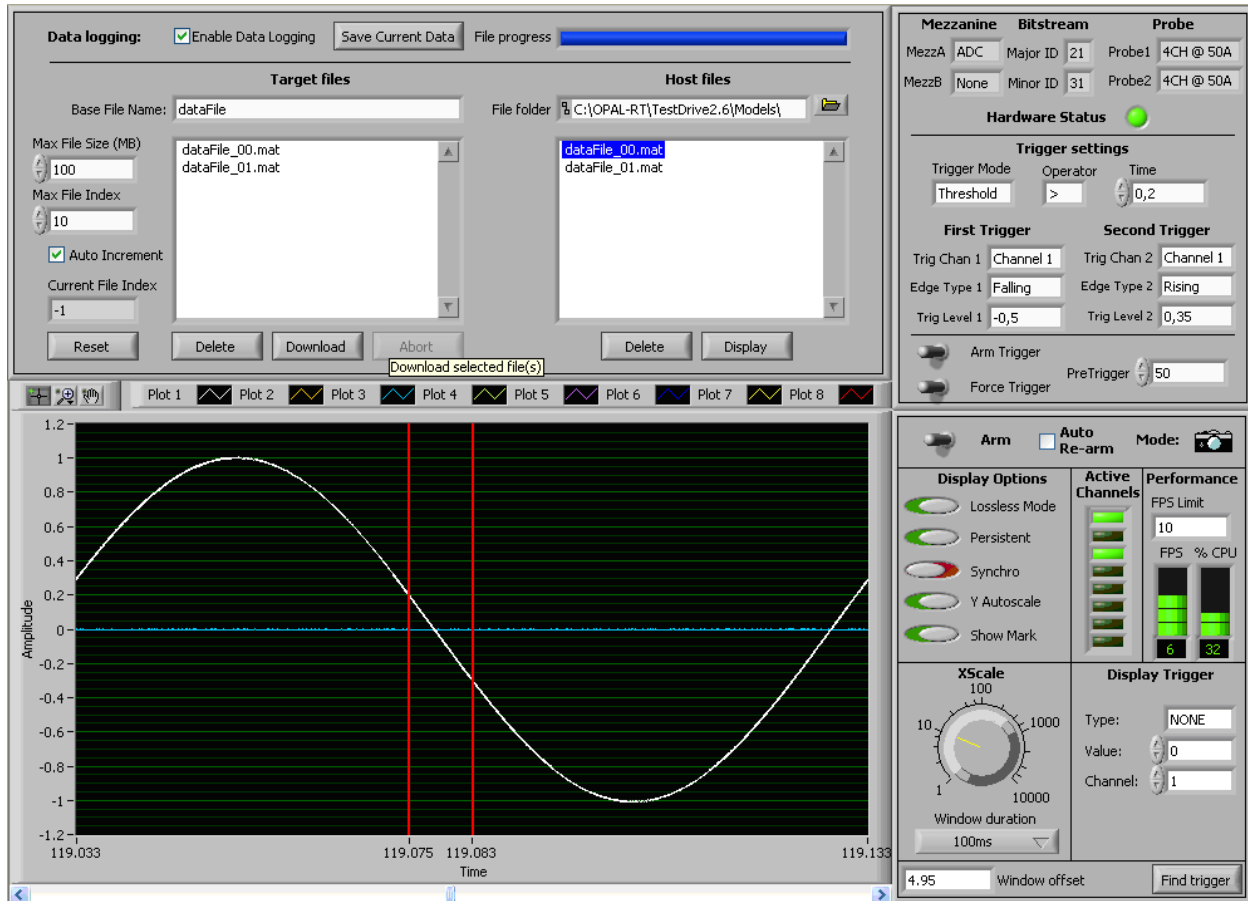 Data logging: Enable Data Logging Save Current Data File progress
Target files
Host files
Base File Name: dataFile
File folder C:\OPAL-RT\TestDrive2.6\Models\
Max File Size (MB)
100
Max File Index
10
Auto Increment
Current File Index
-1
Reset
dataFile_00.mat
dataFile_01.mat
Delete Download Abort
Download selected file(s)
dataFile_00.mat
dataFile_01.mat
Delete Display
Mezzanine Bitstream Probe
MezzA ADC Major ID 21 Probe1 4CH @ 50A
MezzB None Minor ID 31 Probe2 4CH @ 50A
Hardware Status
Trigger settings
Trigger Mode Operator Time
Threshold > 0,2
First Trigger Second Trigger
Trig Chan 1 Channel 1 Trig Chan 2 Channel 1
Edge Type 1 Falling Edge Type 2 Rising
Trig Level 1 -0,5 Trig Level 2 0,35
Arm Trigger
Force Trigger
PreTrigger 50
Plot 1 Plot 2 Plot 3 Plot 4 Plot 5 Plot 6 Plot 7 Plot 8
1.2
1
0.8
0.6
0.4
0.2
0
-0.2
-0.4
-0.6
-0.8
-1
-1.2
Amplitude
119.033 119.075 119.083 119.133
Time
Arm Auto Re-arm Mode:
Display Options
Lossless Mode
Persistent
Synchro
Y Autoscale
Show Mark
Active Channels
Performance
FPS Limit
10
FPS % CPU
6 32
XScale
1 10 100 1000 10000
Window duration
100ms
Display Trigger
Type: NONE
Value: 0
Channel: 1
4.95 Window offset Find trigger